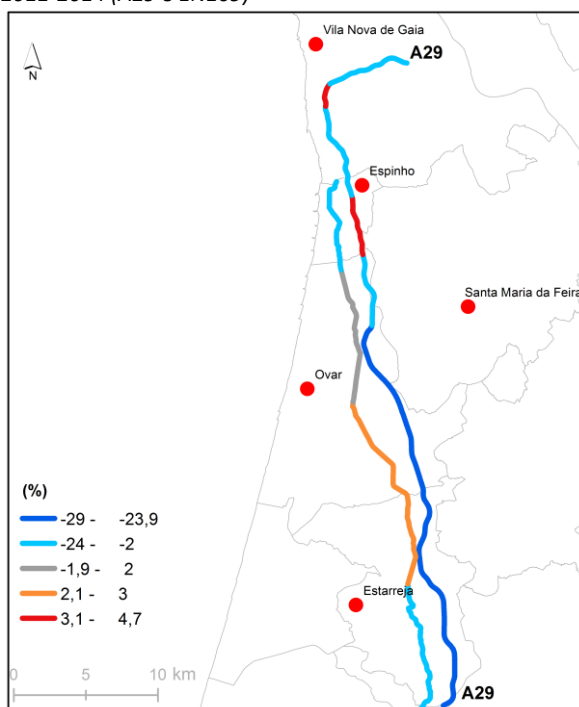 Vila Nova de Gaia
A29
N
Espinho
Santa Maria da Feira
Ovar
(%)
-29 - -23,9
-24 - -2
-1,9 - 2
2,1 - 3
3,1 - 4,7
Estarreja
0 5 10 km
A29